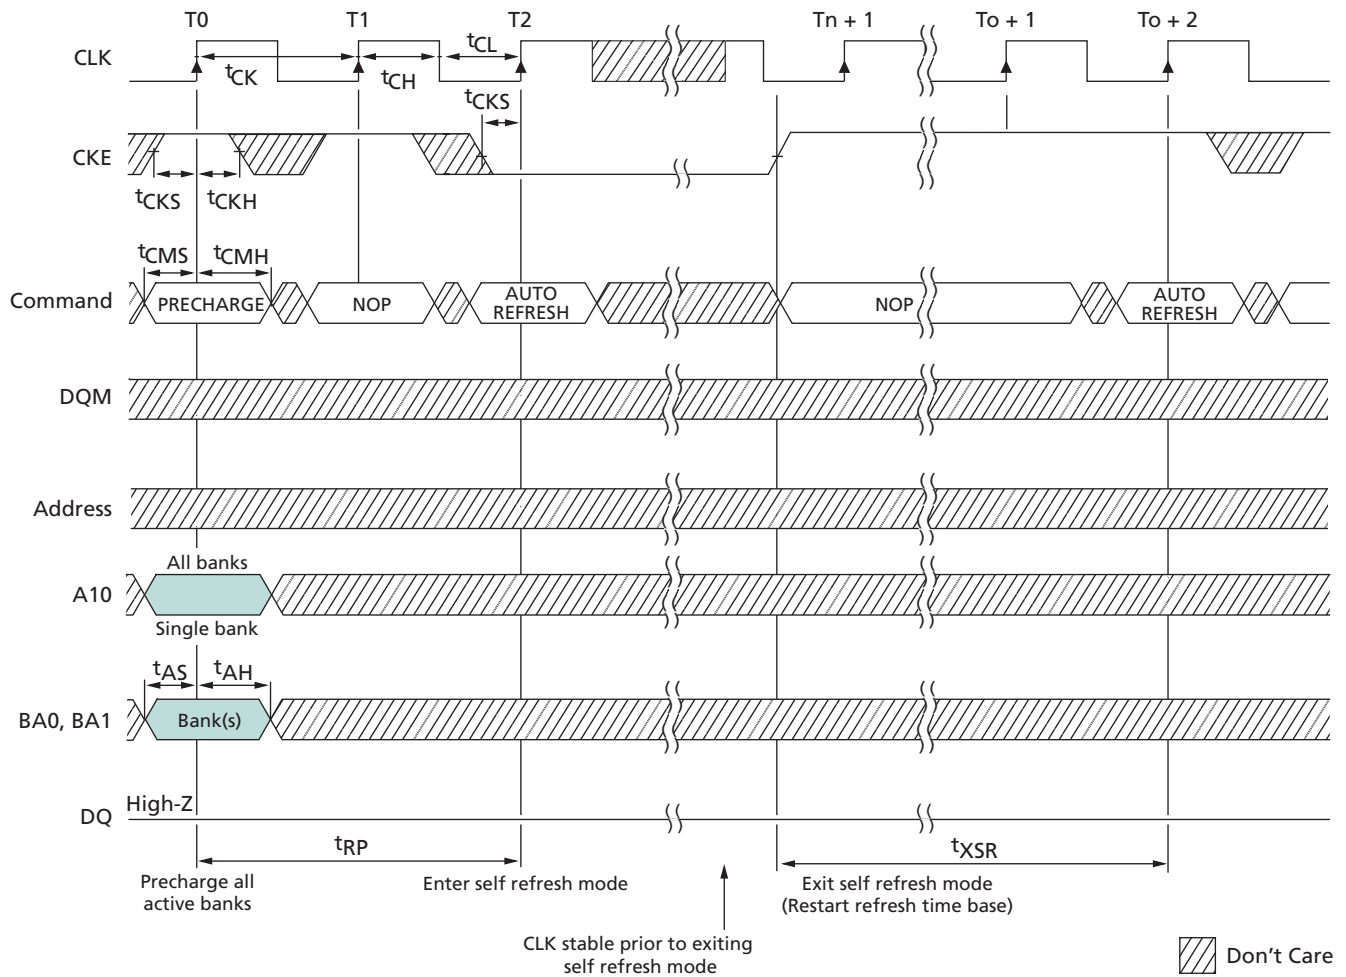 T0 T1 T2 Tn + 1 To + 1 To + 2
CLK
tCK tCH tCL
tCKS
CKE
tCKS tCKH
tCMS tCMH
Command PRECHARGE NOP AUTO REFRESH NOP AUTO REFRESH
DQM
Address
All banks
A10
Single bank
tAS tAH
BA0, BA1 Bank(s)
High-Z
DQ
tRP tXSR
Precharge all
active banks
Enter self refresh mode
Exit self refresh mode
(Restart refresh time base)
CLK stable prior to exiting
self refresh mode
Don't Care